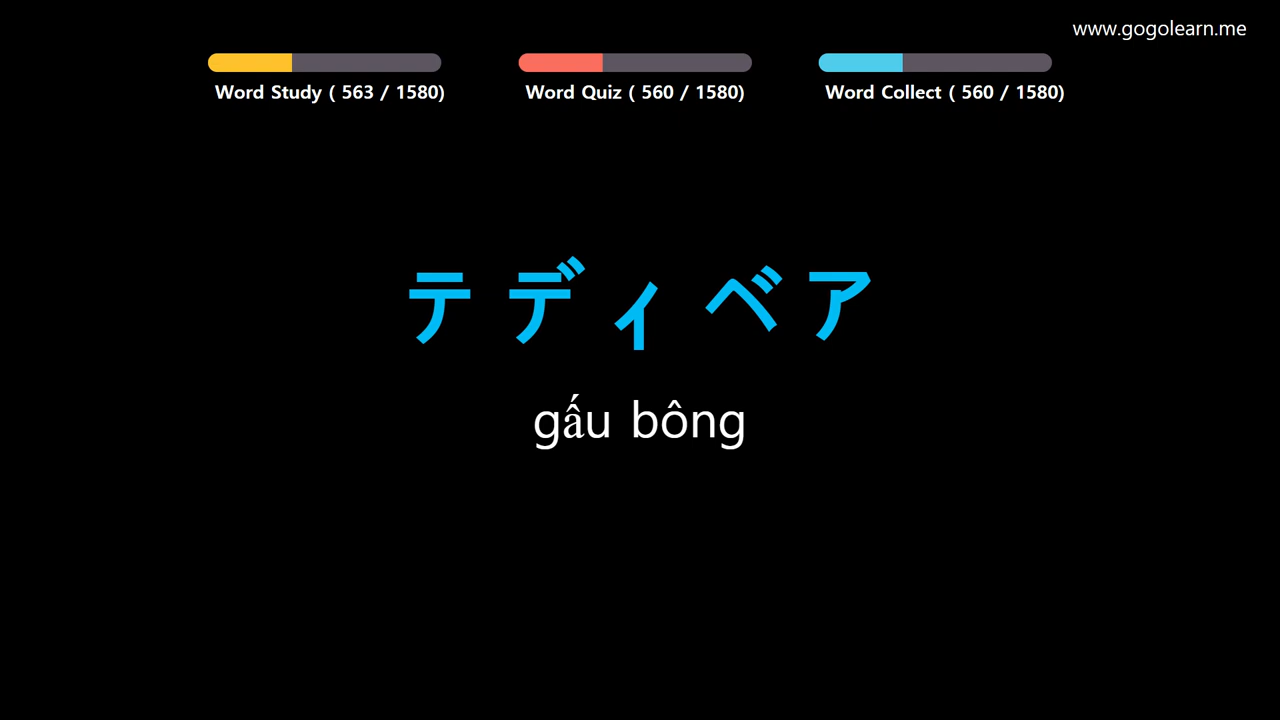 www.gogolearn.me
Word Study ( 563 / 1580)
Word Quiz ( 560 / 1580)
Word Collect ( 560 / 1580)
テディベア
gấu bông